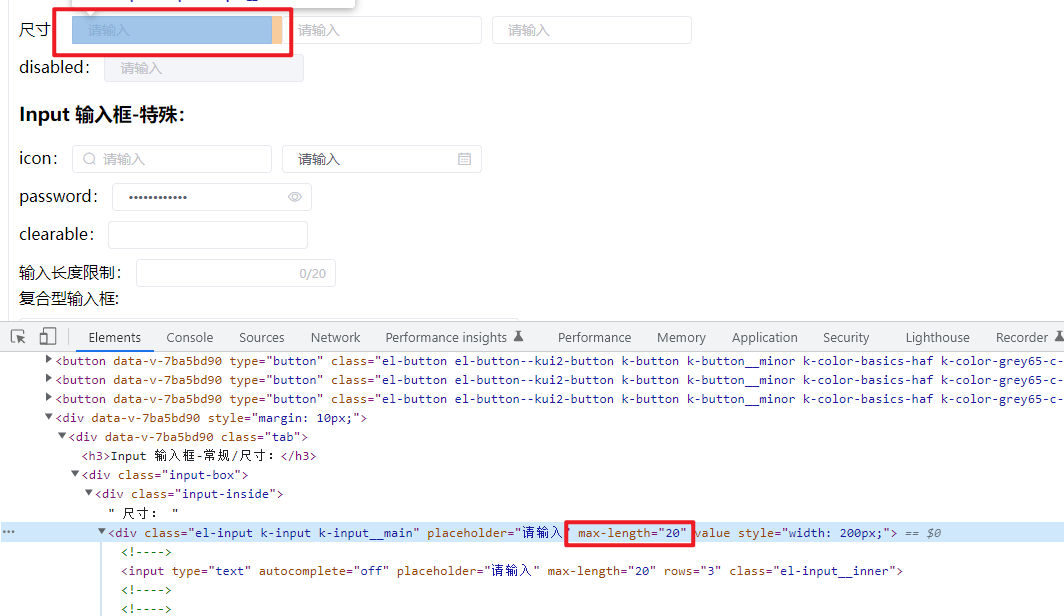 尺寸 请输入 请输入 请输入
disabled: 请输入
Input 输入框-特殊:
icon: 请输入 请输入
password: ••••••••••••
clearable:
输入长度限制: 0/20
复合型输入框:
Elements Console Sources Network Performance insights Performance Memory Application Security Lighthouse Recorder
<button data-v-7ba5bd90 type="button" class="el-button el-button--kui2-button k-button k-button__minor k-color-basics-haf k-color-grey65-c-
<button data-v-7ba5bd90 type="button" class="el-button el-button--kui2-button k-button k-button__minor k-color-basics-haf k-color-grey65-c-
<button data-v-7ba5bd90 type="button" class="el-button el-button--kui2-button k-button k-button__minor k-color-basics-haf k-color-grey65-c-
<div data-v-7ba5bd90 style="margin: 10px;">
<div data-v-7ba5bd90 class="tab">
<h3>Input 输入框-常规/尺寸：</h3>
<div class="input-box">
<div class="input-inside">
" 尺寸： "
<div class="el-input k-input k-input__main" placeholder="请输入" max-length="20" value style="width: 200px;"> == $0
<!---->
<input type="text" autocomplete="off" placeholder="请输入" max-length="20" rows="3" class="el-input__inner">
<!---->
<!---->